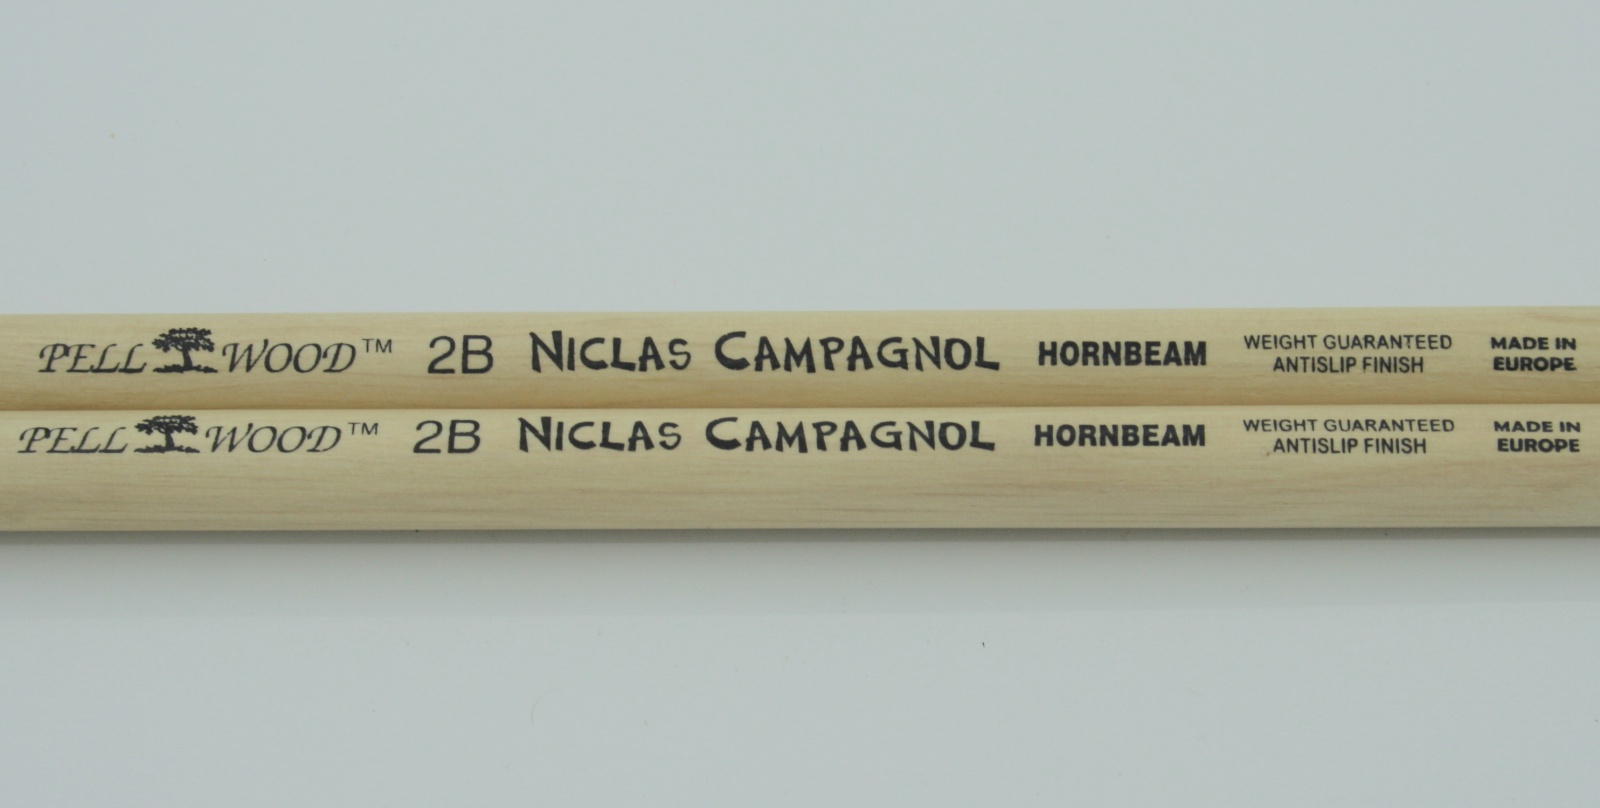 PELL WOOD™ 2B NICLAS CAMPAGNOL HORNBEAM WEIGHT GUARANTEED ANTISLIP FINISH MADE IN EUROPE
PELL WOOD™ 2B NICLAS CAMPAGNOL HORNBEAM WEIGHT GUARANTEED ANTISLIP FINISH MADE IN EUROPE